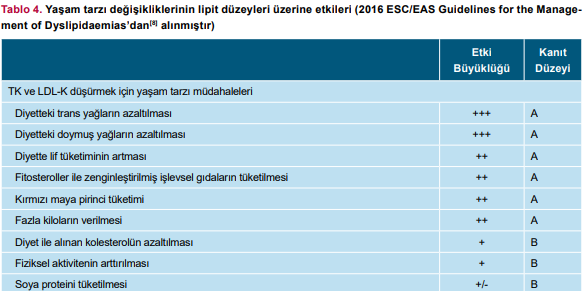 Tablo 4. Yaşam tarzı değişikliklerinin lipit düzeyleri üzerine etkileri (2016 ESC/EAS Guidelines for the Manage-
ment of Dyslipidaemias’dan[8] alınmıştır)
Etki Büyüklüğü Kanıt Düzeyi
TK ve LDL-K düşürmek için yaşam tarzı müdahaleleri
Diyetteki trans yağların azaltılması +++ A
Diyetteki doymuş yağların azaltılması +++ A
Diyette lif tüketiminin artması ++ A
Fitosteroller ile zenginleştirilmiş işlevsel gıdaların tüketilmesi ++ A
Kırmızı maya pirinci tüketimi ++ A
Fazla kiloların verilmesi ++ A
Diyet ile alınan kolesterolün azaltılması + B
Fiziksel aktivitenin arttırılması + B
Soya proteini tüketilmesi +/- B